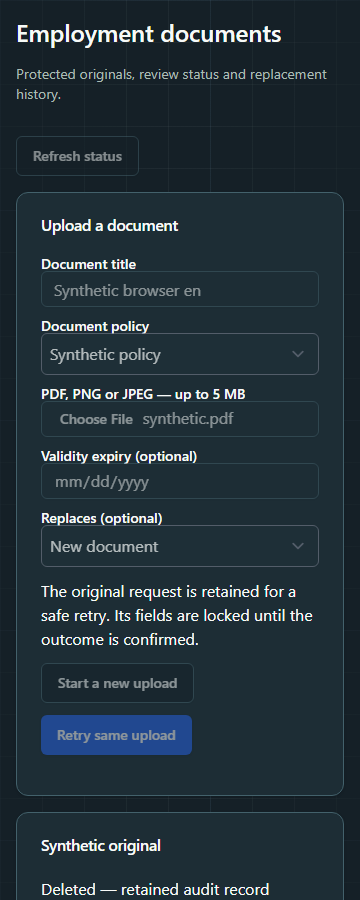 Employment documents
Protected originals, review status and replacement
history.
Refresh status
Upload a document
Document title
Synthetic browser en
Document policy
Synthetic policy
PDF, PNG or JPEG — up to 5 MB
Choose File synthetic.pdf
Validity expiry (optional)
mm/dd/yyyy
Replaces (optional)
New document
The original request is retained for a
safe retry. Its fields are locked until the
outcome is confirmed.
Start a new upload
Retry same upload
Synthetic original
Deleted — retained audit record